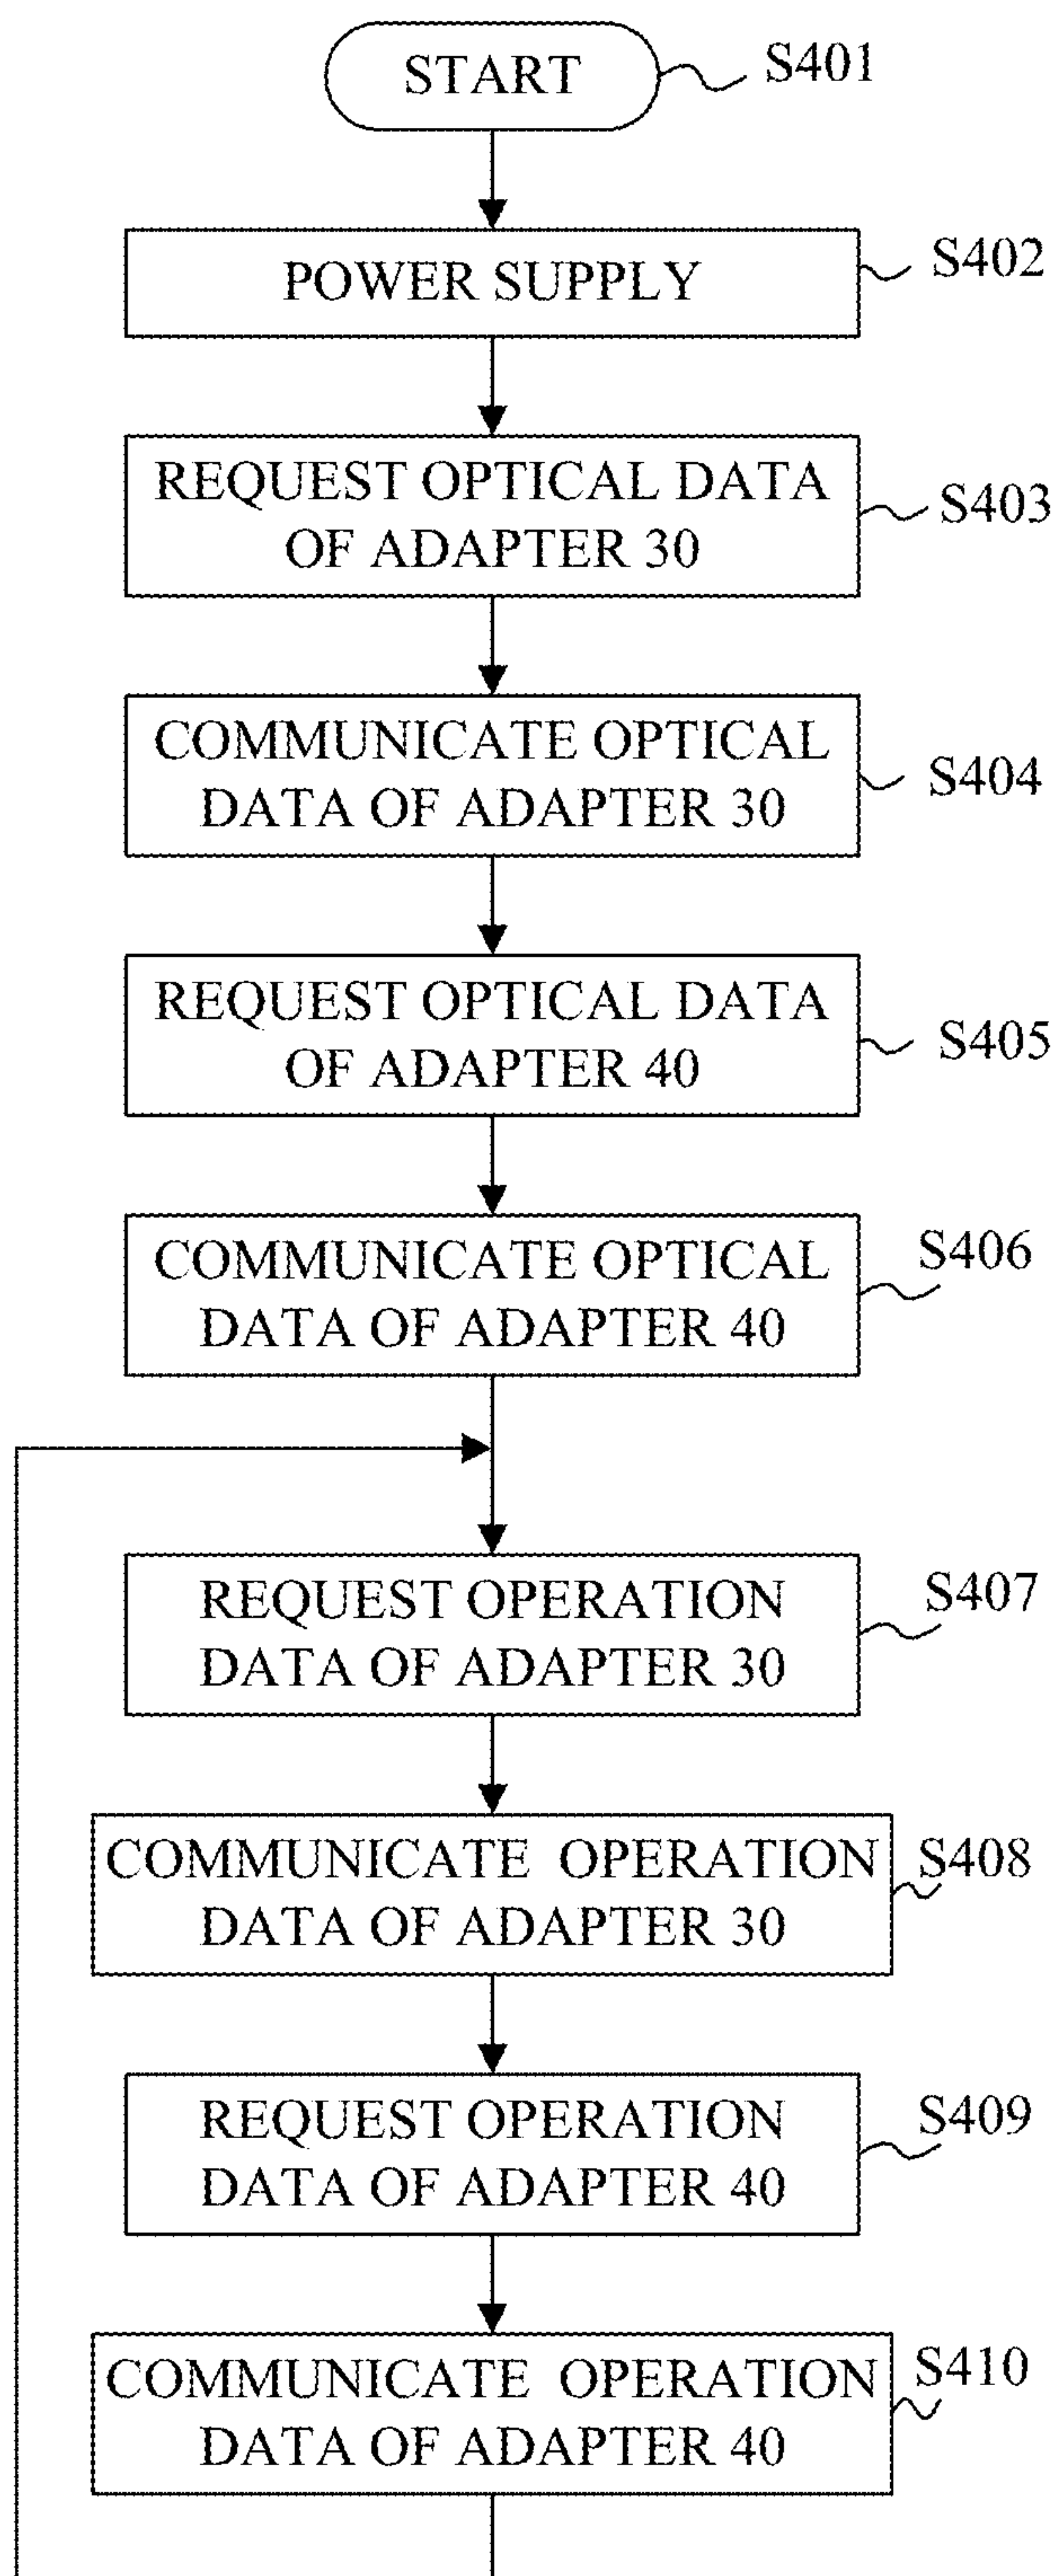 START
S401
POWER SUPPLY
S402
REQUEST OPTICAL DATA
OF ADAPTER 30
S403
COMMUNICATE OPTICAL
DATA OF ADAPTER 30
S404
REQUEST OPTICAL DATA
OF ADAPTER 40
S405
COMMUNICATE OPTICAL
DATA OF ADAPTER 40
S406
REQUEST OPERATION
DATA OF ADAPTER 30
S407
COMMUNICATE OPERATION
DATA OF ADAPTER 30
S408
REQUEST OPERATION
DATA OF ADAPTER 40
S409
COMMUNICATE OPERATION
DATA OF ADAPTER 40
S410